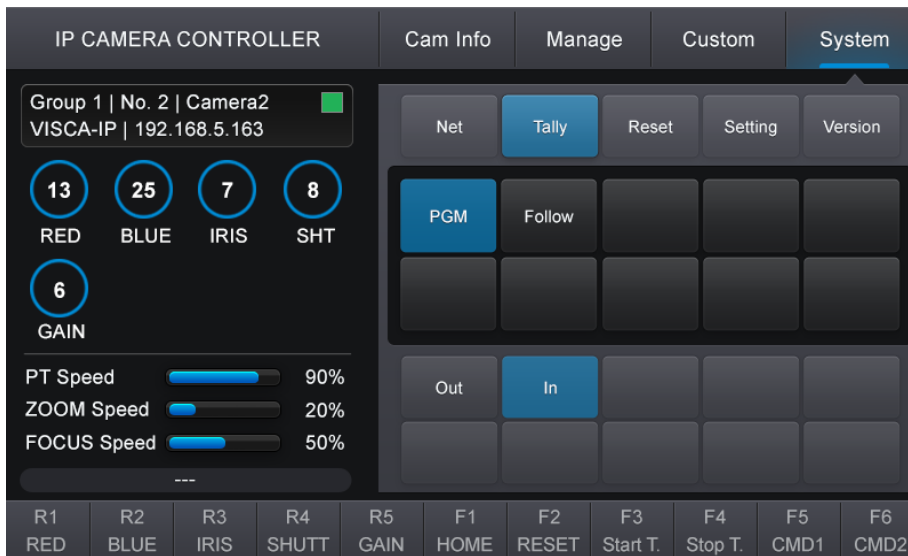 IP CAMERA CONTROLLER
Cam Info
Manage
Custom
System
Group 1 | No. 2 | Camera2
VISCA-IP | 192.168.5.163
13
25
7
8
RED
BLUE
IRIS
SHT
6
GAIN
PT Speed 90%
ZOOM Speed 20%
FOCUS Speed 50%
---
Net
Tally
Reset
Setting
Version
PGM
Follow
Out
In
R1
R2
R3
R4
R5
F1
F2
F3
F4
F5
F6
RED
BLUE
IRIS
SHUTT
GAIN
HOME
RESET
Start T.
Stop T.
CMD1
CMD2